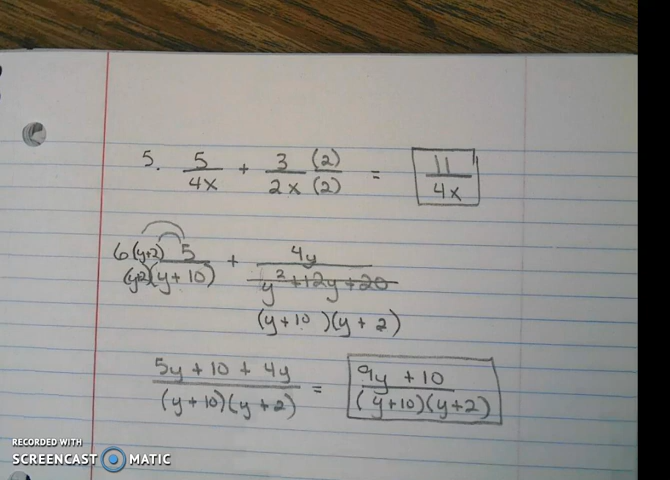 5. 5/4x + 3/2x (2)/(2) = 11/4x
6 (y+2) 5/(y+2)(y+10) + 4y/y²+12y+20
(y+10)(y+2)
5y+10+4y/(y+10)(y+2) = 9y+10/(y+10)(y+2)
RECORDED WITH
SCREENCAST MATIC